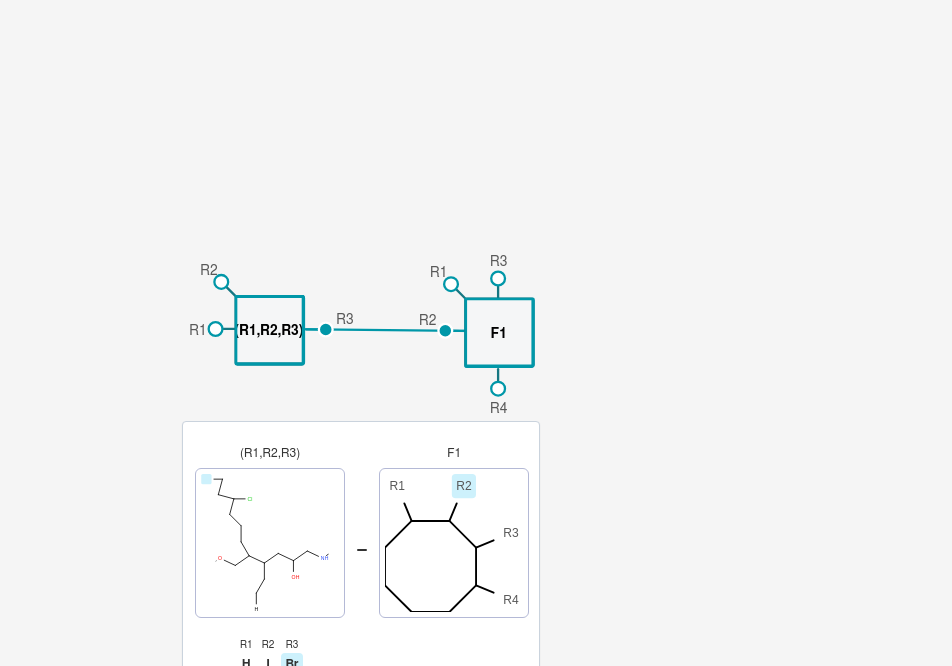 R3
R2 R1
R1 (R1,R2,R3) R3 R2 F1
R4
(R1,R2,R3) F1
R1 R2
Cl
R3
O NH
OH
R4
H
R1 R2 R3
H I Br